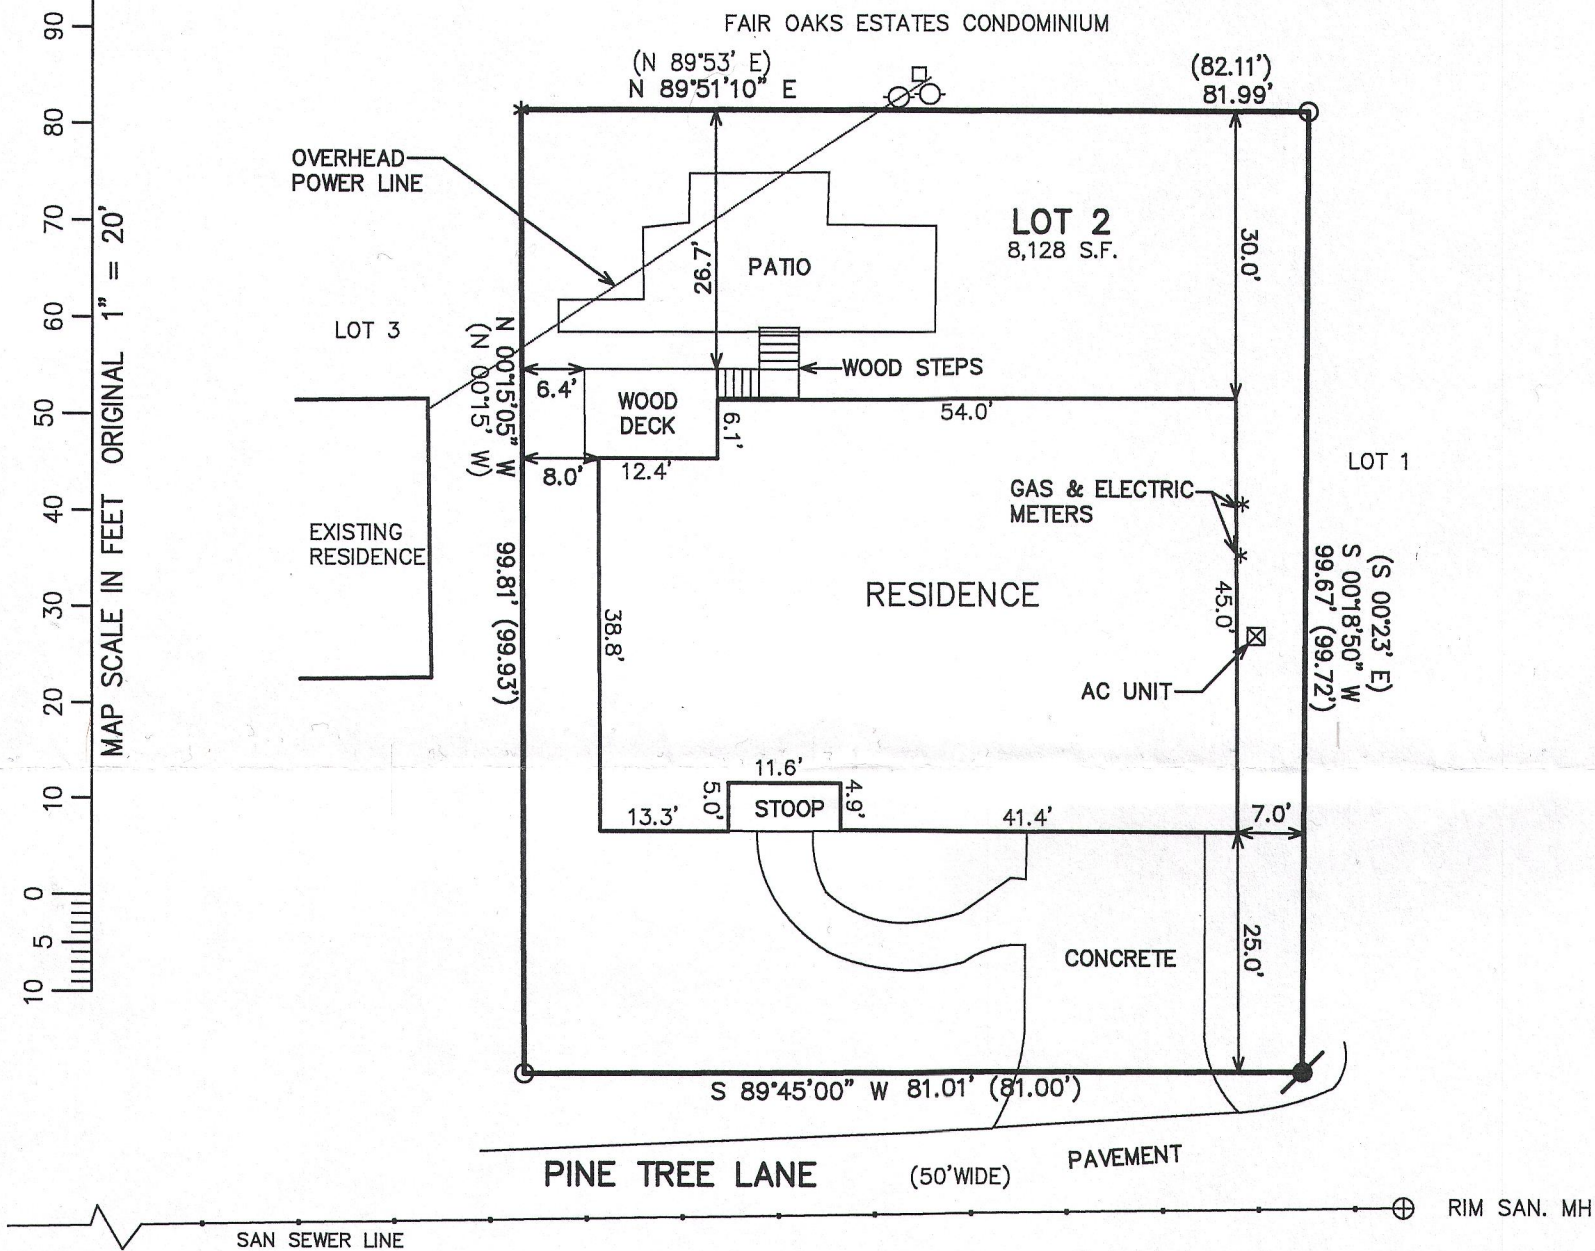 FAIR OAKS ESTATES CONDOMINIUM
(N 89°53' E)
N 89°51'10" E
(82.11')
81.99'
OVERHEAD
POWER LINE
LOT 2
8,128 S.F.
PATIO
26.7'
30.0'
LOT 3
N 00°15'05" W
(N 00°15' W)
WOOD STEPS
6.4'
WOOD
DECK
6.1'
54.0'
8.0'
12.4'
LOT 1
GAS & ELECTRIC
METERS
EXISTING
RESIDENCE
99.81' (99.93')
38.8'
RESIDENCE
45.0'
(S 00°23' E)
S 00°18'50" W
99.67' (99.72')
AC UNIT
11.6'
5.0'
STOOP
4.9'
13.3'
41.4'
7.0'
25.0'
CONCRETE
S 89°45'00" W 81.01' (81.00')
PINE TREE LANE
(50'WIDE)
PAVEMENT
SAN SEWER LINE
RIM SAN. MH
MAP SCALE IN FEET ORIGINAL 1" = 20'
90
80
70
60
50
40
30
20
10
0
5
10